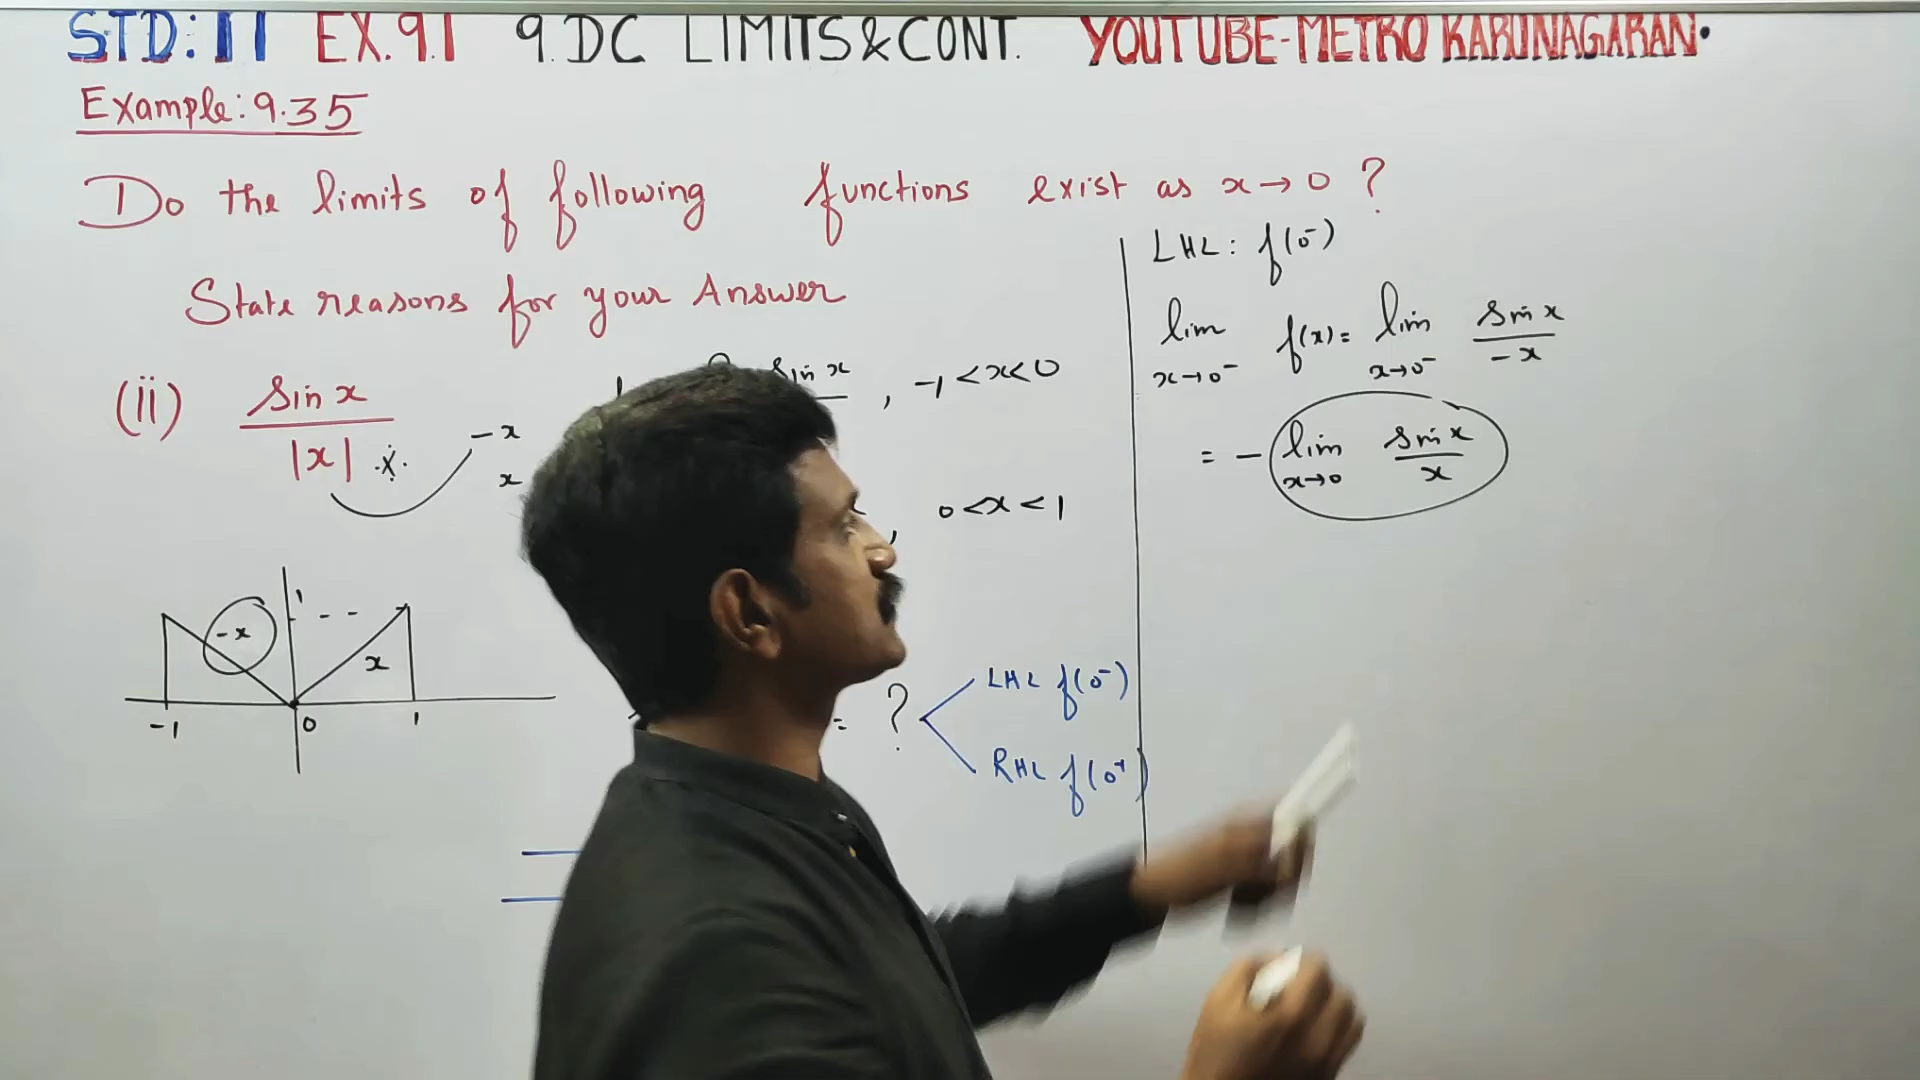 STD: 11 EX. 9.1 9. DC LIMITS & CONT. YOUTUBE-METRO KARUNAGARAN.
Example: 9.35
Do the limits of following functions exist as x→0 ?
State reasons for your Answer
(ii) sin x / |x|
-x
x
sin x , -1 < x < 0
, 0 < x < 1
-x
x
1
-1 0 1
= ?
LHL f(0⁻)
RHL f(0⁺)
LHL: f(0⁻)
lim x→0⁻ f(x) = lim x→0⁻ sin x / -x
= - lim x→0 sin x / x